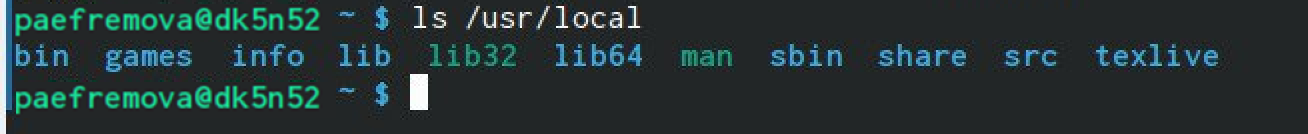 paefremova@dk5n52 ~ $ ls /usr/local
bin games info lib lib32 lib64 man sbin share src texlive
paefremova@dk5n52 ~ $